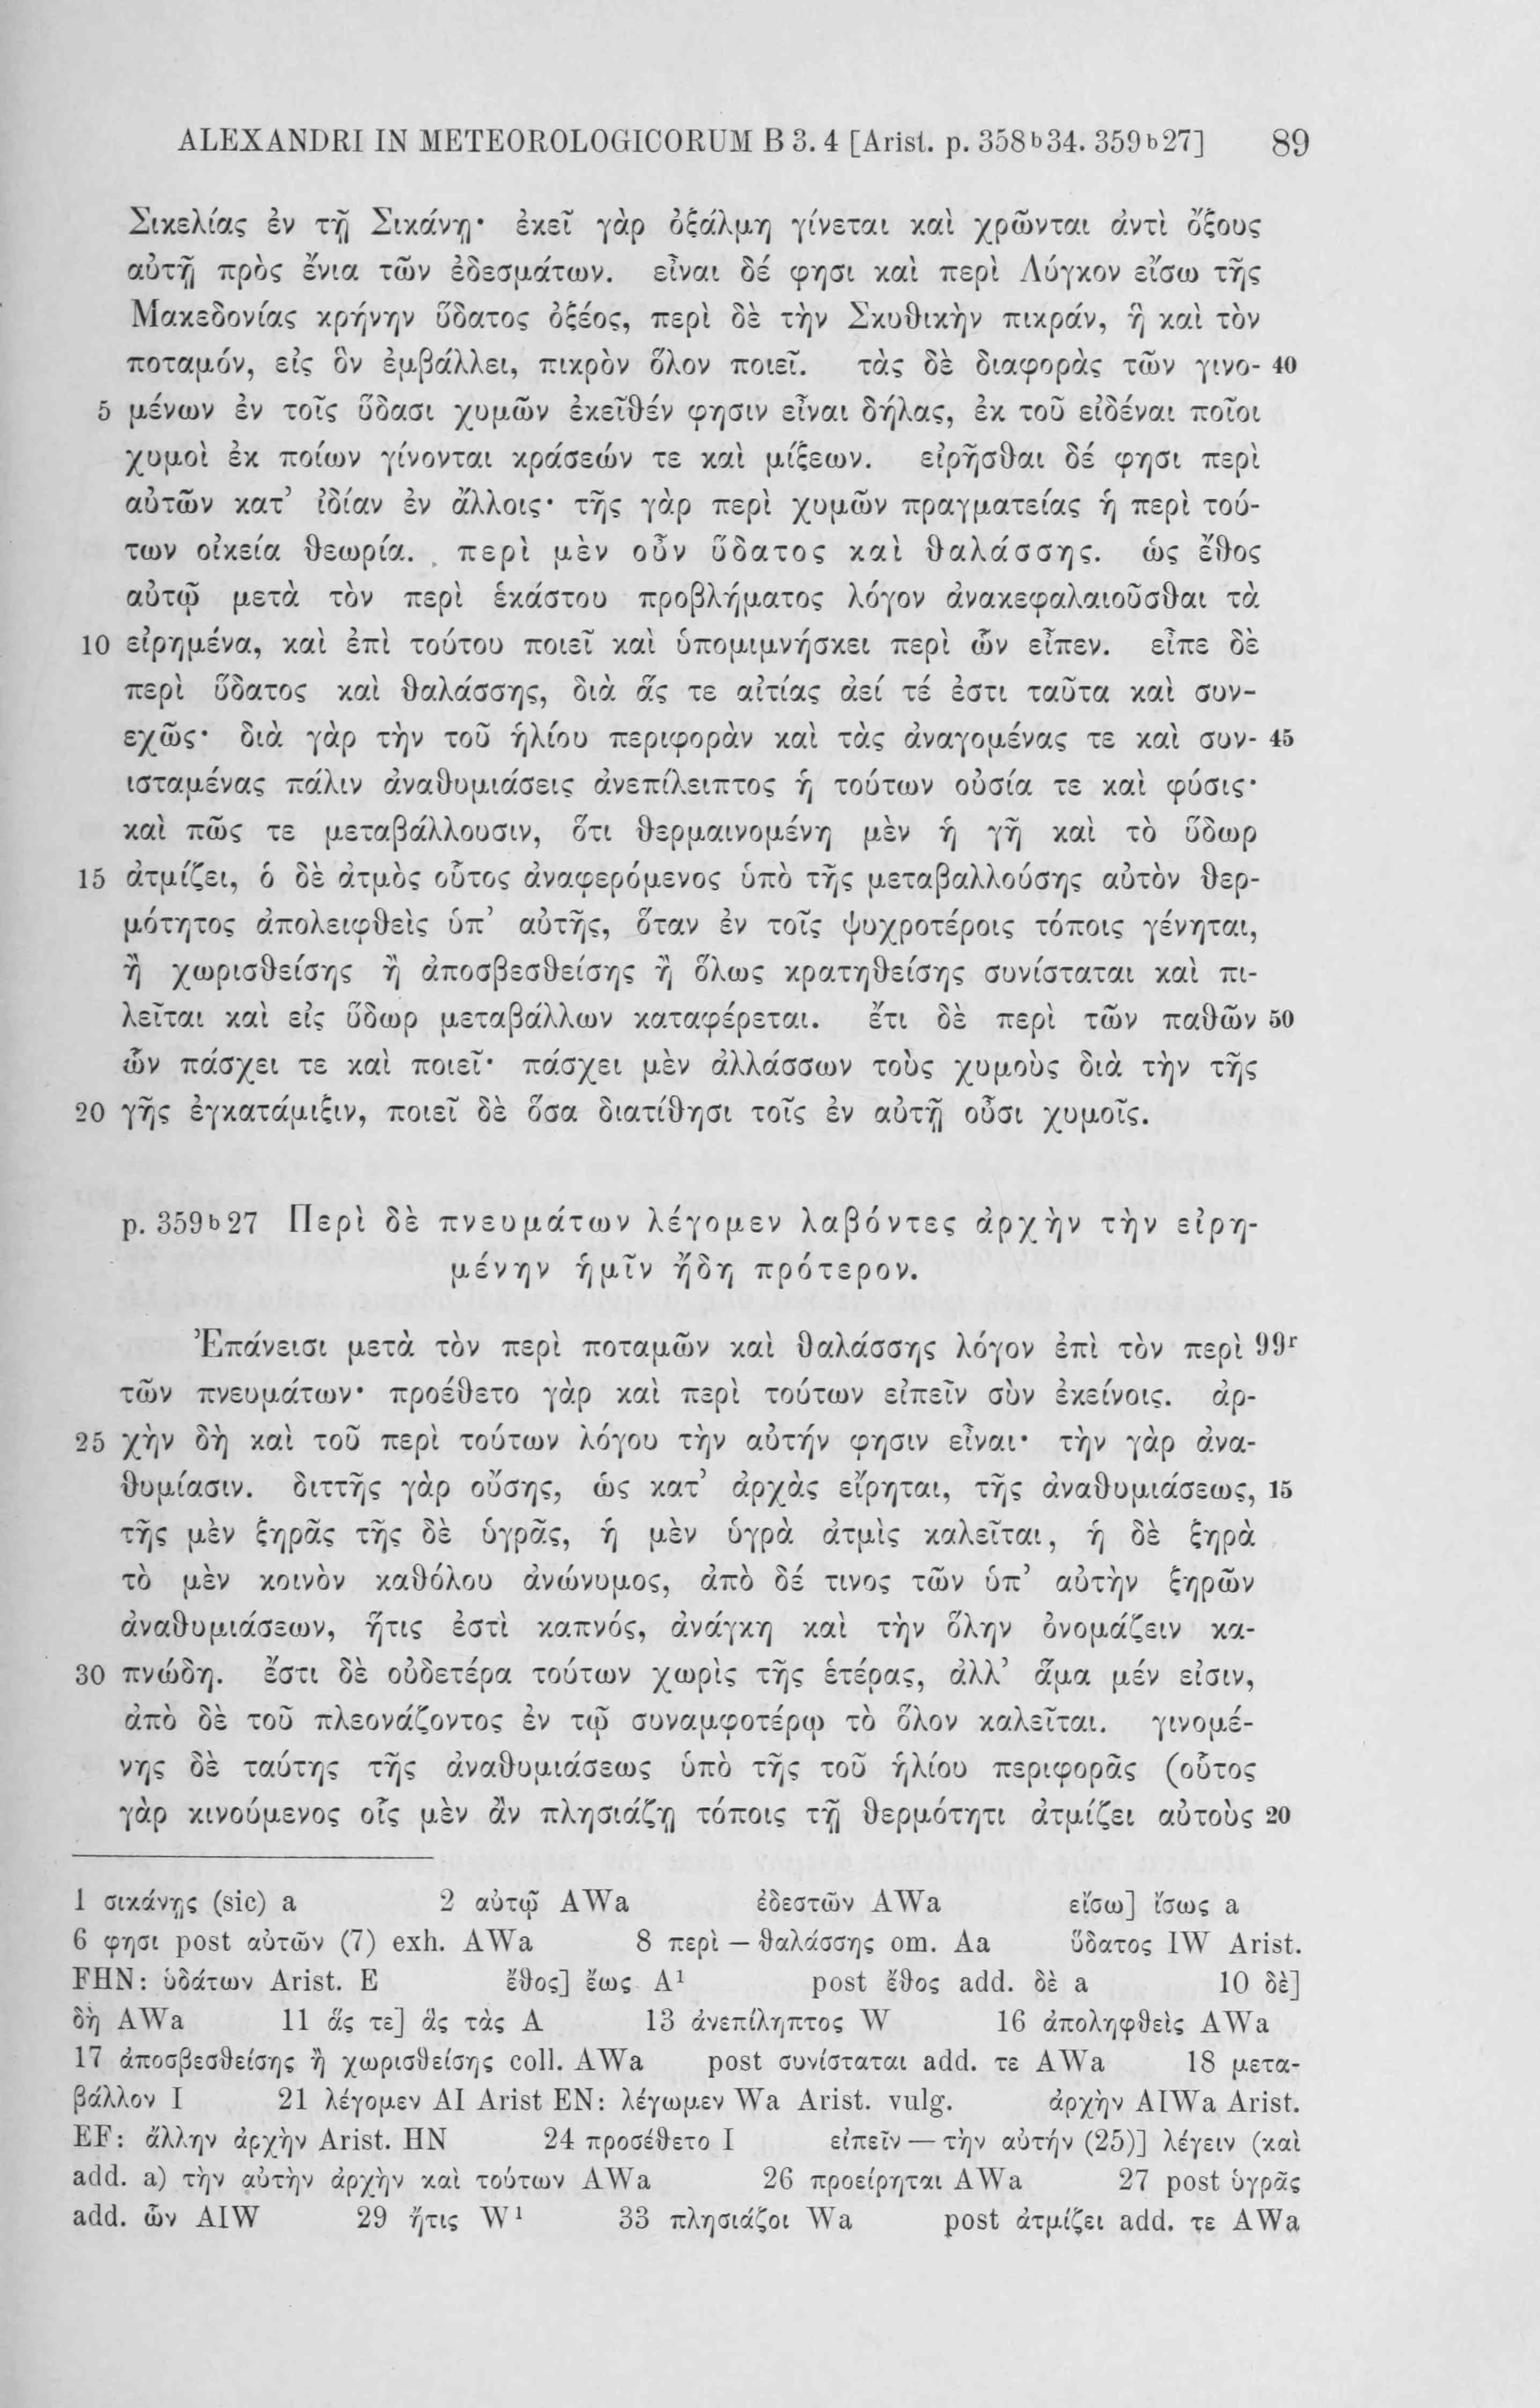 ALEXANDRI IN METEOROLOGICORUM B 3. 4 [Arist. p. 358b34. 359b27] 89
Σικελίας ἐν τῇ Σικάνῃ· ἐκεῖ γὰρ ὀξάλμη γίνεται καὶ χρῶνται ἀντὶ ὄξους
αὐτῇ πρὸς ἔνια τῶν ἐδεσμάτων. εἶναι δέ φησι καὶ περὶ Λύγκον εἴσω τῆς
Μακεδονίας κρήνην ὕδατος ὀξέος, περὶ δὲ τὴν Σκυθικὴν πικράν, ἣ καὶ τὸν
ποταμόν, εἰς ὃν ἐμβάλλει, πικρὸν ὅλον ποιεῖ. τὰς δὲ διαφορὰς τῶν γινο- 40
5 μένων ἐν τοῖς ὕδασι χυμῶν ἐκεῖθέν φησιν εἶναι δήλας, ἐκ τοῦ εἰδέναι ποῖοι
χυμοὶ ἐκ ποίων γίνονται κράσεών τε καὶ μίξεων. εἰρῆσθαι δέ φησι περὶ
αὐτῶν κατ’ ἰδίαν ἐν ἄλλοις· τῆς γὰρ περὶ χυμῶν πραγματείας ἡ περὶ τού-
των οἰκεία θεωρία. περὶ μὲν οὖν ὕδατος καὶ θαλάσσης. ὡς ἔθος
αὐτῷ μετὰ τὸν περὶ ἑκάστου προβλήματος λόγον ἀνακεφαλαιοῦσθαι τὰ
10 εἰρημένα, καὶ ἐπὶ τούτου ποιεῖ καὶ ὑπομιμνήσκει περὶ ὧν εἶπεν. εἶπε δὲ
περὶ ὕδατος καὶ θαλάσσης, διὰ ἅς τε αἰτίας ἀεί τέ ἐστι ταῦτα καὶ συν-
εχῶς· διὰ γὰρ τὴν τοῦ ἡλίου περιφορὰν καὶ τὰς ἀναγομένας τε καὶ συν- 45
ισταμένας πάλιν ἀναθυμιάσεις ἀνεπίλειπτος ἡ τούτων οὐσία τε καὶ φύσις·
καὶ πῶς τε μεταβάλλουσιν, ὅτι θερμαινομένη μὲν ἡ γῆ καὶ τὸ ὕδωρ
15 ἀτμίζει, ὁ δὲ ἀτμὸς οὗτος ἀναφερόμενος ὑπὸ τῆς μεταβαλλούσης αὐτὸν θερ-
μότητος ἀπολειφθεὶς ὑπ’ αὐτῆς, ὅταν ἐν τοῖς ψυχροτέροις τόποις γένηται,
ἢ χωρισθείσης ἢ ἀποσβεσθείσης ἢ ὅλως κρατηθείσης συνίσταται καὶ πι-
λεῖται καὶ εἰς ὕδωρ μεταβάλλων καταφέρεται. ἔτι δὲ περὶ τῶν παθῶν 50
ὧν πάσχει τε καὶ ποιεῖ· πάσχει μὲν ἀλλάσσων τοὺς χυμοὺς διὰ τὴν τῆς
20 γῆς ἐγκατάμιξιν, ποιεῖ δὲ ὅσα διατίθησι τοῖς ἐν αὐτῇ οὖσι χυμοῖς.
p. 359b27 Περὶ δὲ πνευμάτων λέγομεν λαβόντες ἀρχὴν τὴν εἰρη-
μένην ἡμῖν ἤδη πρότερον.
Ἐπάνεισι μετὰ τὸν περὶ ποταμῶν καὶ θαλάσσης λόγον ἐπὶ τὸν περὶ 99r
τῶν πνευμάτων· προέθετο γὰρ καὶ περὶ τούτων εἰπεῖν σὺν ἐκείνοις. ἀρ-
25 χὴν δὴ καὶ τοῦ περὶ τούτων λόγου τὴν αὐτήν φησιν εἶναι· τὴν γὰρ ἀνα-
θυμίασιν. διττῆς γὰρ οὔσης, ὡς κατ’ ἀρχὰς εἴρηται, τῆς ἀναθυμιάσεως, 15
τῆς μὲν ξηρᾶς τῆς δὲ ὑγρᾶς, ἡ μὲν ὑγρὰ ἀτμὶς καλεῖται, ἡ δὲ ξηρὰ
τὸ μὲν κοινὸν καθόλου ἀνώνυμος, ἀπὸ δέ τινος τῶν ὑπ’ αὐτὴν ξηρῶν
ἀναθυμιάσεων, ἥτις ἐστὶ καπνός, ἀνάγκη καὶ τὴν ὅλην ὀνομάζειν κα-
30 πνώδη. ἔστι δὲ οὐδετέρα τούτων χωρὶς τῆς ἑτέρας, ἀλλ’ ἅμα μέν εἰσιν,
ἀπὸ δὲ τοῦ πλεονάζοντος ἐν τῷ συναμφοτέρῳ τὸ ὅλον καλεῖται. γινομέ-
νης δὲ ταύτης τῆς ἀναθυμιάσεως ὑπὸ τῆς τοῦ ἡλίου περιφορᾶς (οὗτος
γὰρ κινούμενος οἷς μὲν ἂν πλησιάζῃ τόποις τῇ θερμότητι ἀτμίζει αὐτοὺς 20
1 σικάνῃς (sic) a 2 αὐτῷ AWa ἐδεστῶν AWa εἴσω] ἴσως a
6 φησι post αὐτῶν (7) exh. AWa 8 περὶ — θαλάσσης om. Aa ὕδατος IW Arist.
FHN: ὑδάτων Arist. E ἔθος] ἕως A1 post ἔθος add. δὲ a 10 δὲ]
δὴ AWa 11 ἅς τε] ἃς τὰς A 13 ἀνεπίληπτος W 16 ἀποληφθεὶς AWa
17 ἀποσβεσθείσης ἢ χωρισθείσης coll. AWa post συνίσταται add. τε AWa 18 μετα-
βάλλον I 21 λέγομεν AI Arist EN: λέγωμεν Wa Arist. vulg. ἀρχὴν AIWa Arist.
EF: ἄλλην ἀρχὴν Arist. HN 24 προσέθετο I εἰπεῖν — τὴν αὐτήν (25)] λέγειν (καὶ
add. a) τὴν αὐτὴν ἀρχὴν καὶ τούτων AWa 26 προείρηται AWa 27 post ὑγρᾶς
add. ὧν AIW 29 ἤτις W1 33 πλησιάζοι Wa post ἀτμίζει add. τε AWa